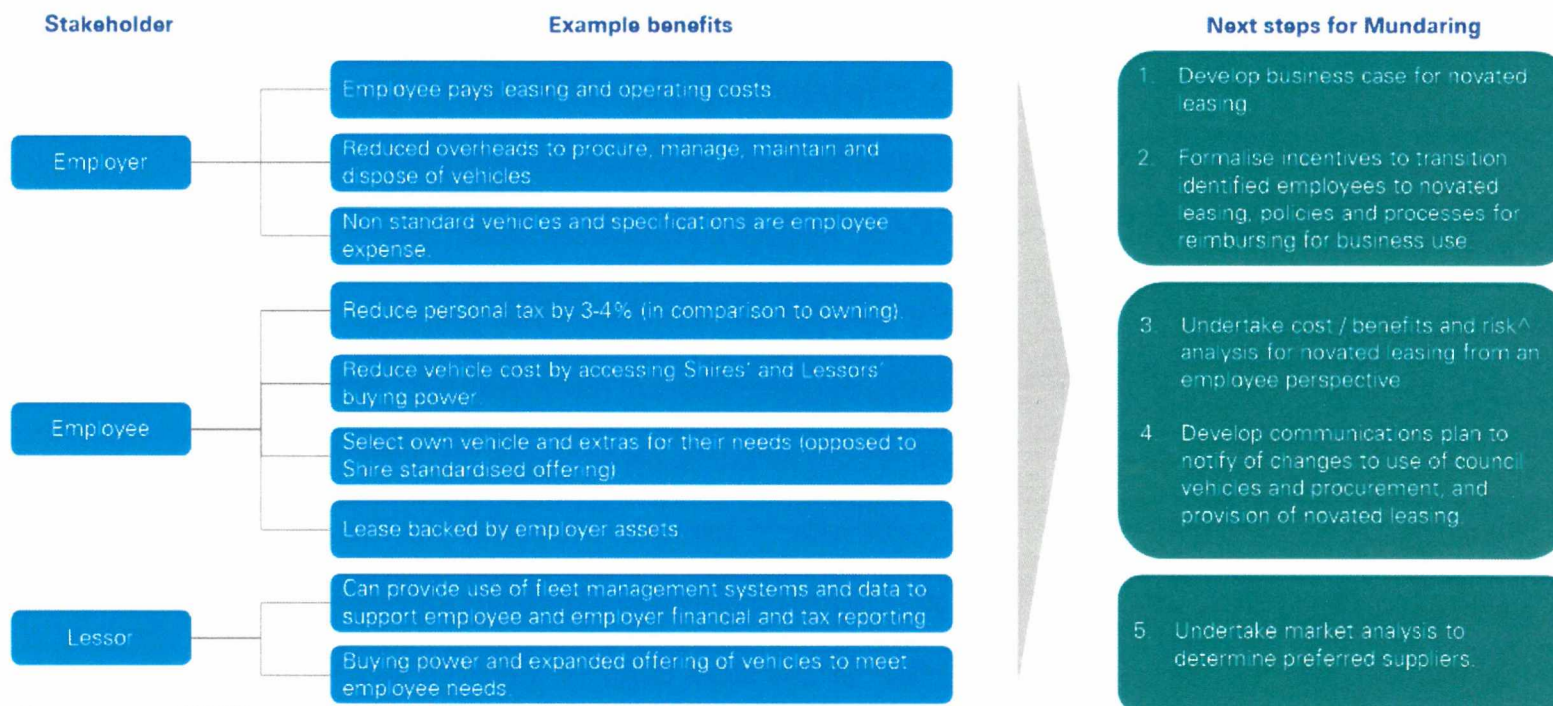 Stakeholder
Example benefits
Next steps for Mundaring
Employer
Employee pays leasing and operating costs.
Reduced overheads to procure, manage, maintain and
dispose of vehicles
Non standard vehicles and specifications are employee
expense.
Employee
Reduce personal tax by 3-4% (in comparison to owning).
Reduce vehicle cost by accessing Shires' and Lessors'
buying power.
Select own vehicle and extras for their needs (opposed to
Shire standardised offering)
Lease backed by employer assets.
Lessor
Can provide use of fleet management systems and data to
support employee and employer financial and tax reporting
Buying power and expanded offering of vehicles to meet
employee needs.
1. Develop business case for novated
leasing.
2. Formalise incentives to transition
identified employees to novated
leasing, policies and processes for
reimbursing for business use.
3. Undertake cost / benefits and risk^
analysis for novated leasing from an
employee perspective
4 Develop communications plan to
notify of changes to use of council
vehicles and procurement, and
provision of novated leasing.
5. Undertake market analysis to
determine preferred suppliers.